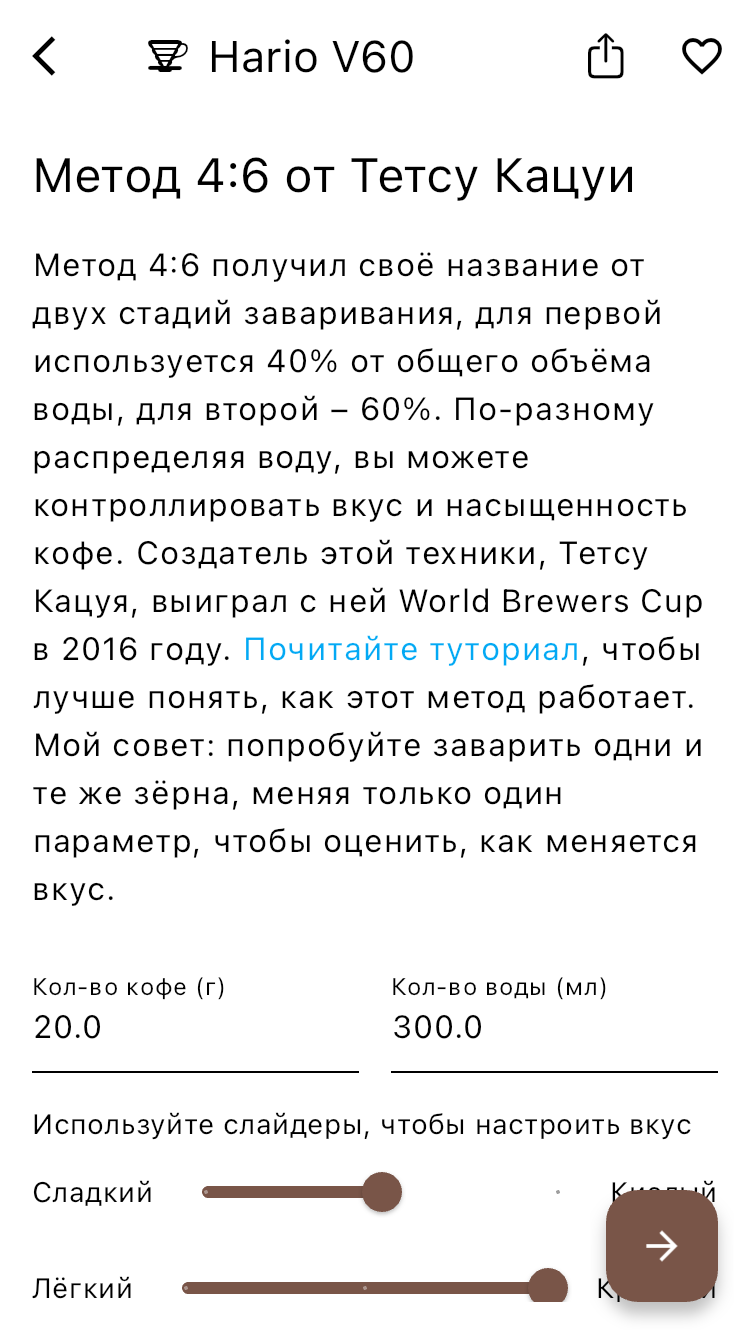 Hario V60
Метод 4:6 от Тетсу Кацуи
Метод 4:6 получил своё название от
двух стадий заваривания, для первой
используется 40% от общего объёма
воды, для второй – 60%. По-разному
распределяя воду, вы можете
контроллировать вкус и насыщенность
кофе. Создатель этой техники, Тетсу
Кацуя, выиграл с ней World Brewers Cup
в 2016 году. Почитайте туториал, чтобы
лучше понять, как этот метод работает.
Мой совет: попробуйте заварить одни и
те же зёрна, меняя только один
параметр, чтобы оценить, как меняется
вкус.
Кол-во кофе (г) Кол-во воды (мл)
20.0 300.0
Используйте слайдеры, чтобы настроить вкус
Сладкий Кислый
Лёгкий